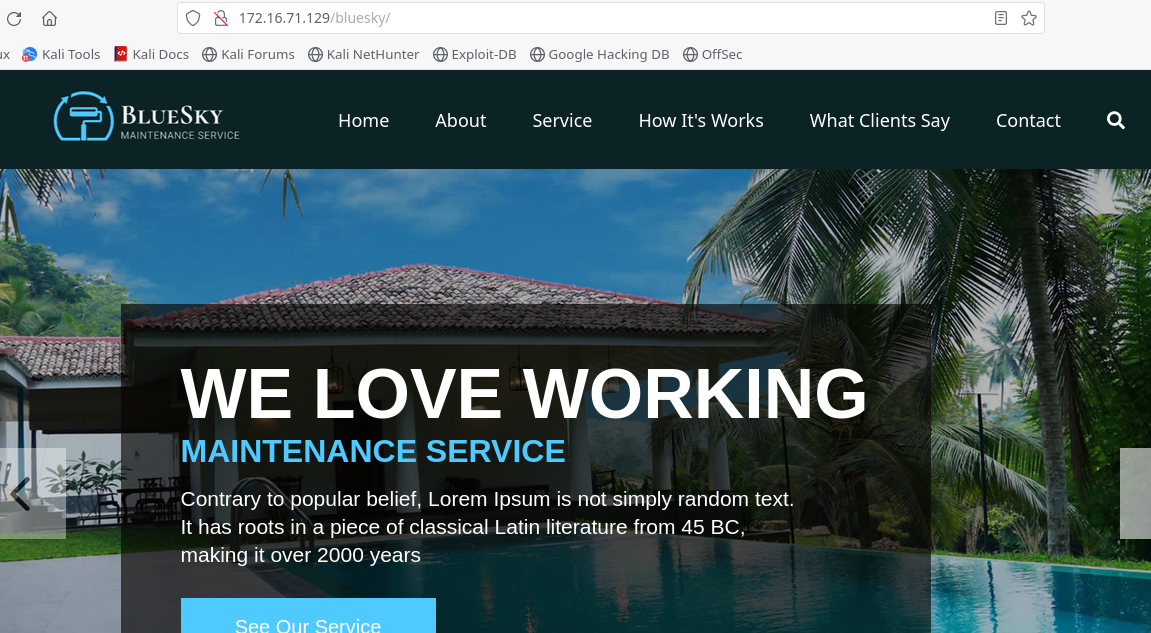 172.16.71.129/bluesky/
ux Kali Tools Kali Docs Kali Forums Kali NetHunter Exploit-DB Google Hacking DB OffSec
BLUESKY
MAINTENANCE SERVICE
Home About Service How It's Works What Clients Say Contact
WE LOVE WORKING
MAINTENANCE SERVICE
Contrary to popular belief, Lorem Ipsum is not simply random text.
It has roots in a piece of classical Latin literature from 45 BC,
making it over 2000 years
See Our Service